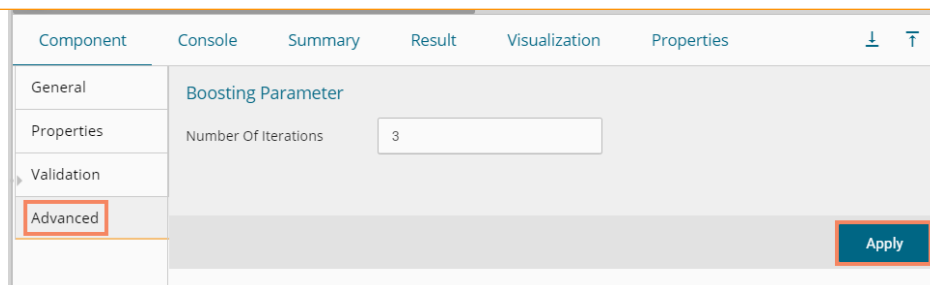 Component Console Summary Result Visualization Properties
General
Boosting Parameter
Properties
Number Of Iterations 3
Validation
Advanced
Apply